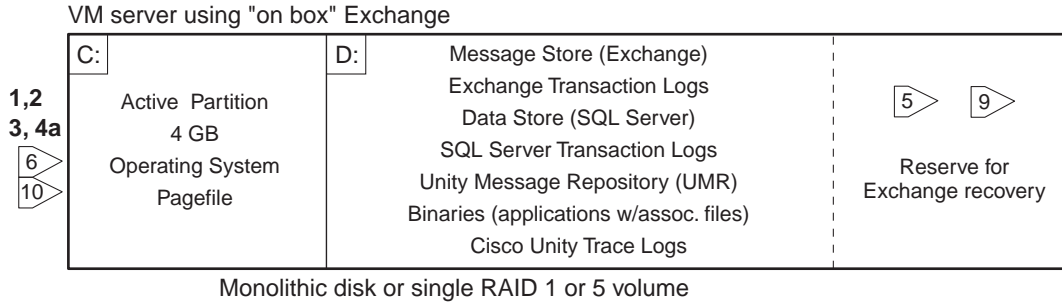 VM server using "on box" Exchange
1,2
3, 4a
6
10
C:
Active Partition
4 GB
Operating System
Pagefile
D:
Message Store (Exchange)
Exchange Transaction Logs
Data Store (SQL Server)
SQL Server Transaction Logs
Unity Message Repository (UMR)
Binaries (applications w/assoc. files)
Cisco Unity Trace Logs
5 9
Reserve for
Exchange recovery
Monolithic disk or single RAID 1 or 5 volume